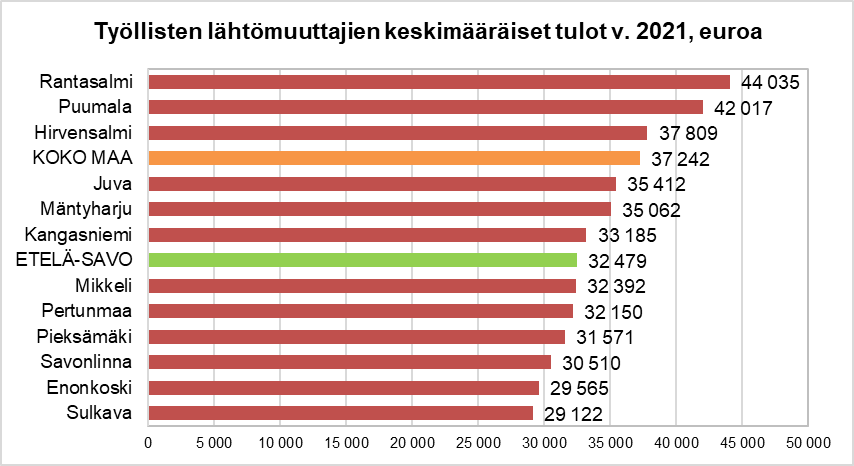 Työllisten lähtömuuttajien keskimääräiset tulot v. 2021, euroa
Rantasalmi 44 035
Puumala 42 017
Hirvensalmi 37 809
KOKO MAA 37 242
Juva 35 412
Mäntyharju 35 062
Kangasniemi 33 185
ETELÄ-SAVO 32 479
Mikkeli 32 392
Pertunmaa 32 150
Pieksämäki 31 571
Savonlinna 30 510
Enonkoski 29 565
Sulkava 29 122
0 5 000 10 000 15 000 20 000 25 000 30 000 35 000 40 000 45 000 50 000